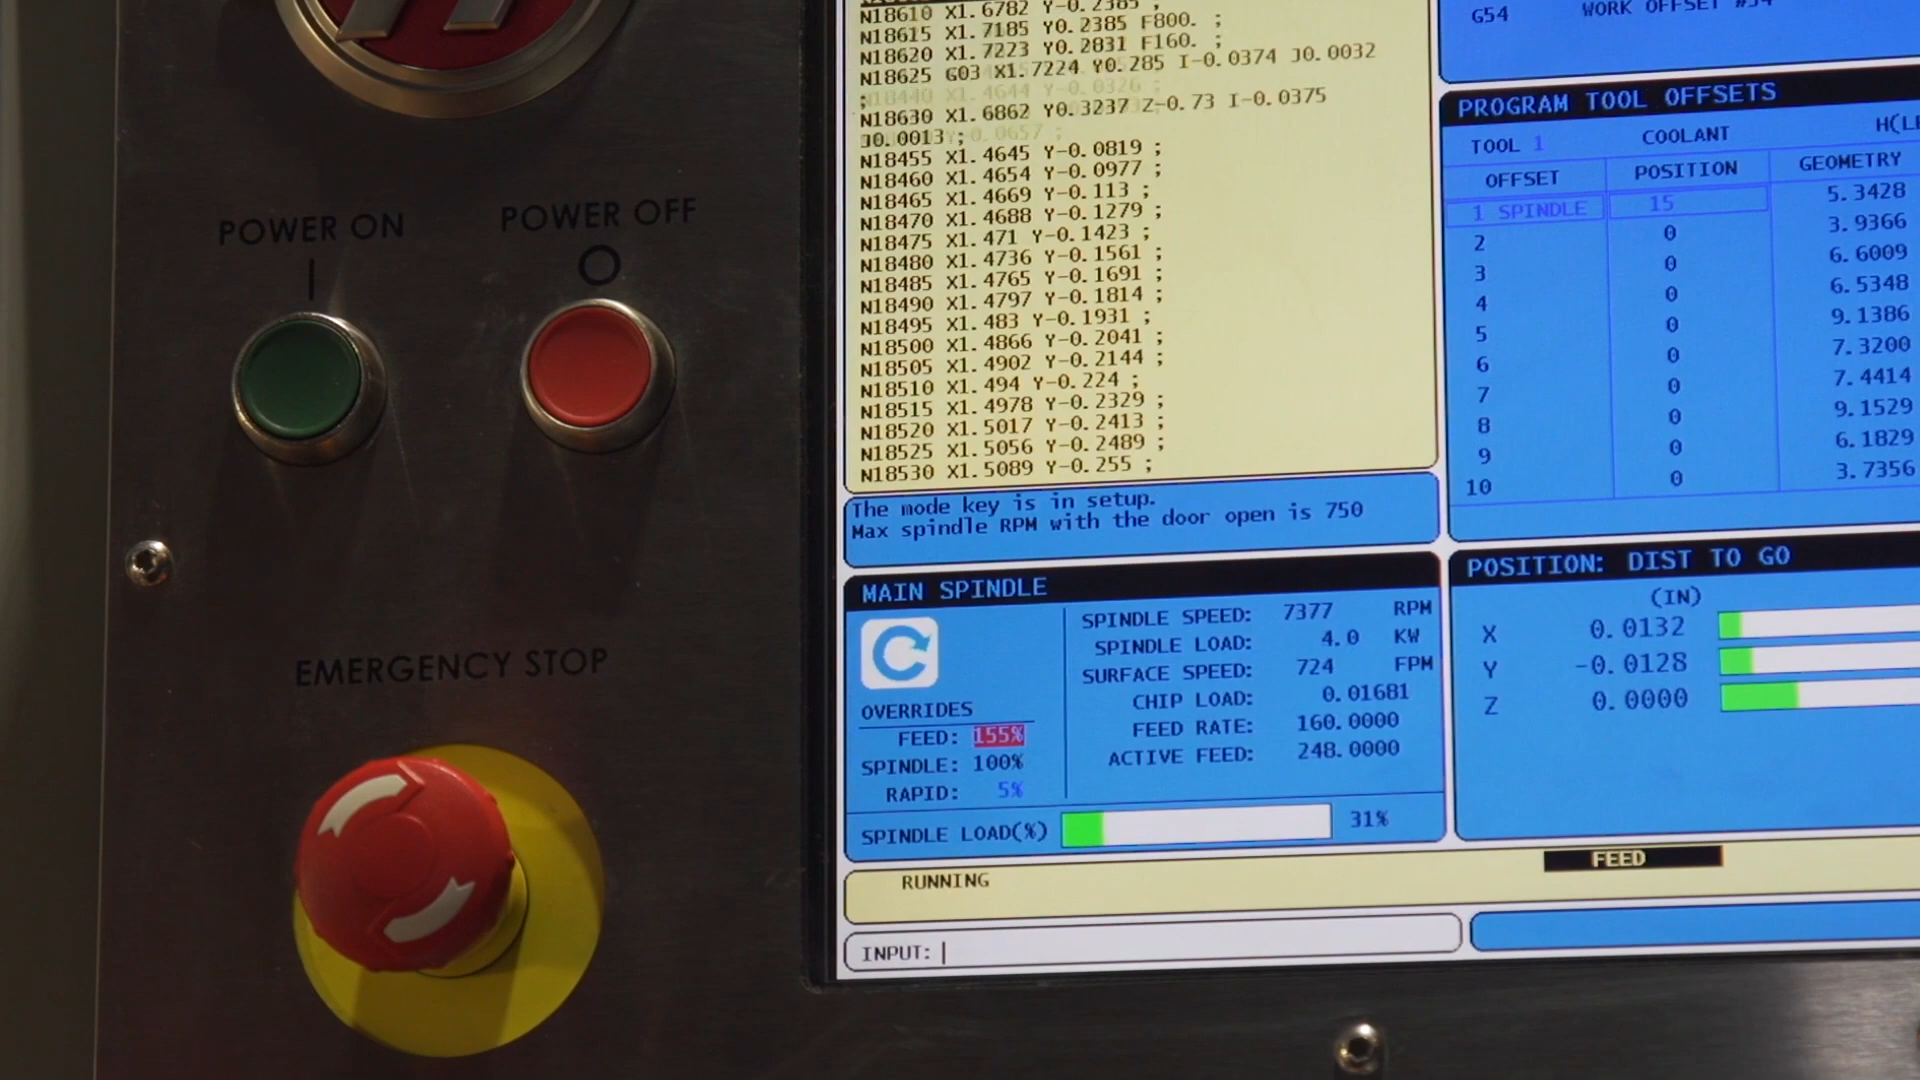 POWER ON
POWER OFF
EMERGENCY STOP
N18610 X1.6782 Y-0.2385 ;
N18615 X1.7185 Y0.2385 F800. ;
N18620 X1.7223 Y0.2831 F160. ;
N18625 G03 X1.7224 Y0.285 I-0.0374 J0.0032
;
N18440 X1.4644 Y-0.0326 ;
N18630 X1.6862 Y0.3237 Z-0.73 I-0.0375
J0.0013 ;
N18455 X1.4645 Y-0.0819 ;
N18460 X1.4654 Y-0.0977 ;
N18465 X1.4669 Y-0.113 ;
N18470 X1.4688 Y-0.1279 ;
N18475 X1.471 Y-0.1423 ;
N18480 X1.4736 Y-0.1561 ;
N18485 X1.4765 Y-0.1691 ;
N18490 X1.4797 Y-0.1814 ;
N18495 X1.483 Y-0.1931 ;
N18500 X1.4866 Y-0.2041 ;
N18505 X1.4902 Y-0.2144 ;
N18510 X1.494 Y-0.224 ;
N18515 X1.4978 Y-0.2329 ;
N18520 X1.5017 Y-0.2413 ;
N18525 X1.5056 Y-0.2489 ;
N18530 X1.5089 Y-0.255 ;
The mode key is in setup.
Max spindle RPM with the door open is 750
MAIN SPINDLE
SPINDLE SPEED: 7377 RPM
SPINDLE LOAD: 4.0 KW
SURFACE SPEED: 724 FPM
CHIP LOAD: 0.01681
FEED RATE: 160.0000
ACTIVE FEED: 248.0000
OVERRIDES
FEED: 155%
SPINDLE: 100%
RAPID: 5%
SPINDLE LOAD(%) 31%
RUNNING
FEED
INPUT:
G54 WORK OFFSET
PROGRAM TOOL OFFSETS
TOOL 1 COOLANT
OFFSET POSITION GEOMETRY
1 SPINDLE 15 5.3428
2 0 3.9366
3 0 6.6009
4 0 6.5348
5 0 9.1386
6 0 7.3200
7 0 7.4414
8 0 9.1529
9 0 6.1829
10 0 3.7356
POSITION: DIST TO GO
(IN)
X 0.0132
Y -0.0128
Z 0.0000